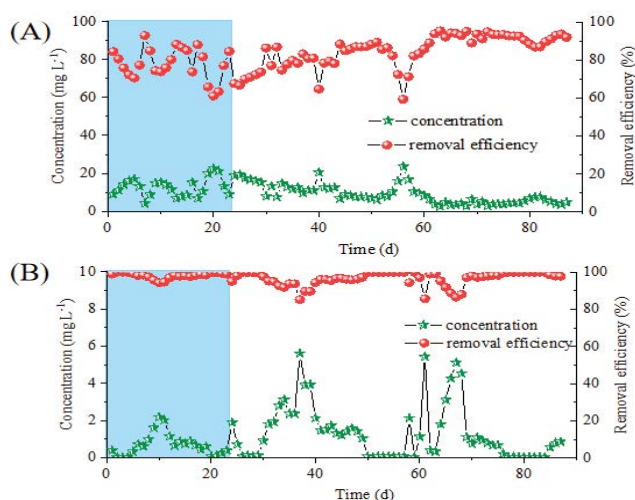 (A)
100
80
60
40
20
0
Concentration (mg L-1)
100
80
60
40
20
0
Removal efficiency (%)
concentration
removal efficiency
0 20 40 60 80
Time (d)
(B)
10
8
6
4
2
0
Concentration (mg L-1)
100
80
60
40
20
0
Removal efficiency (%)
concentration
removal efficiency
0 20 40 60 80
Time (d)